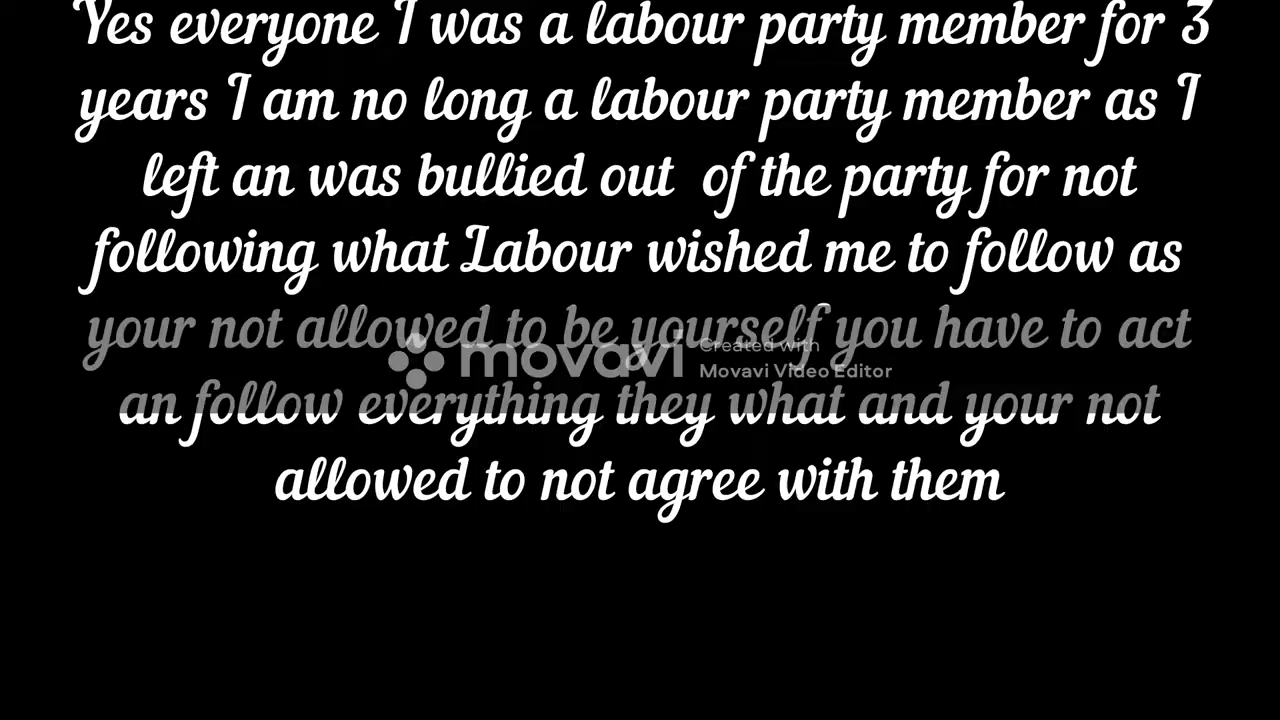 Yes everyone I was a labour party member for 3
years I am no long a labour party member as I
left an was bullied out of the party for not
following what Labour wished me to follow as
your not allowed to be yourself you have to act
movavi
Created with
Movavi Video Editor
an follow everything they what and your not
allowed to not agree with them